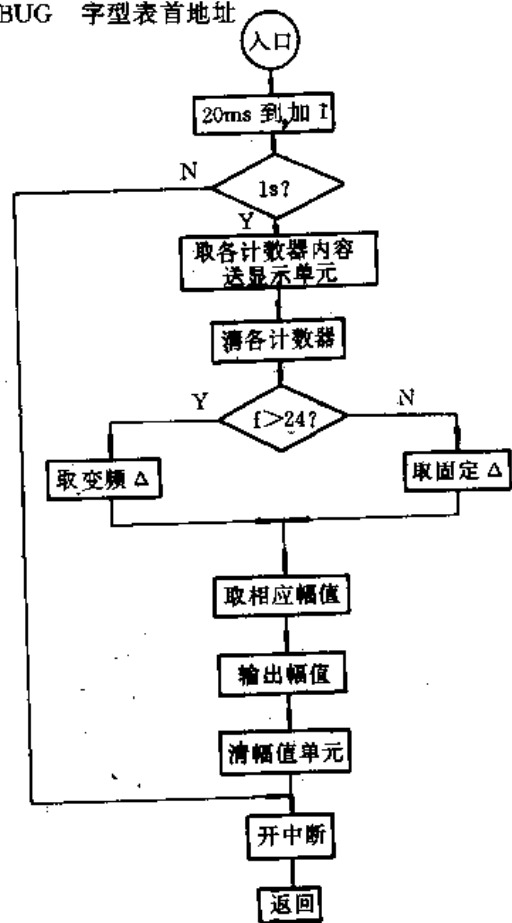 BUG 字型表首地址
入口
20ms 到,加 1
N
1s?
Y
取各计数器内容
送显示单元
清各计数器
Y
f>24?
N
取变频 Δ
取固定 Δ
取相应幅值
输出幅值
清幅值单元
开中断
返回